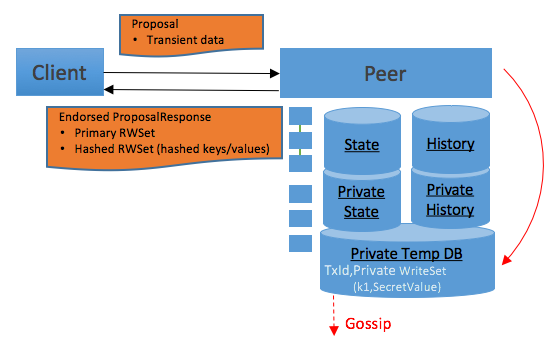 Proposal
• Transient data
Client
Peer
Endorsed ProposalResponse
• Primary RWSet
• Hashed RWSet (hashed keys/values)
State
History
Private
State
Private
History
Private Temp DB
TxId,Private WriteSet
(k1,SecretValue)
Gossip